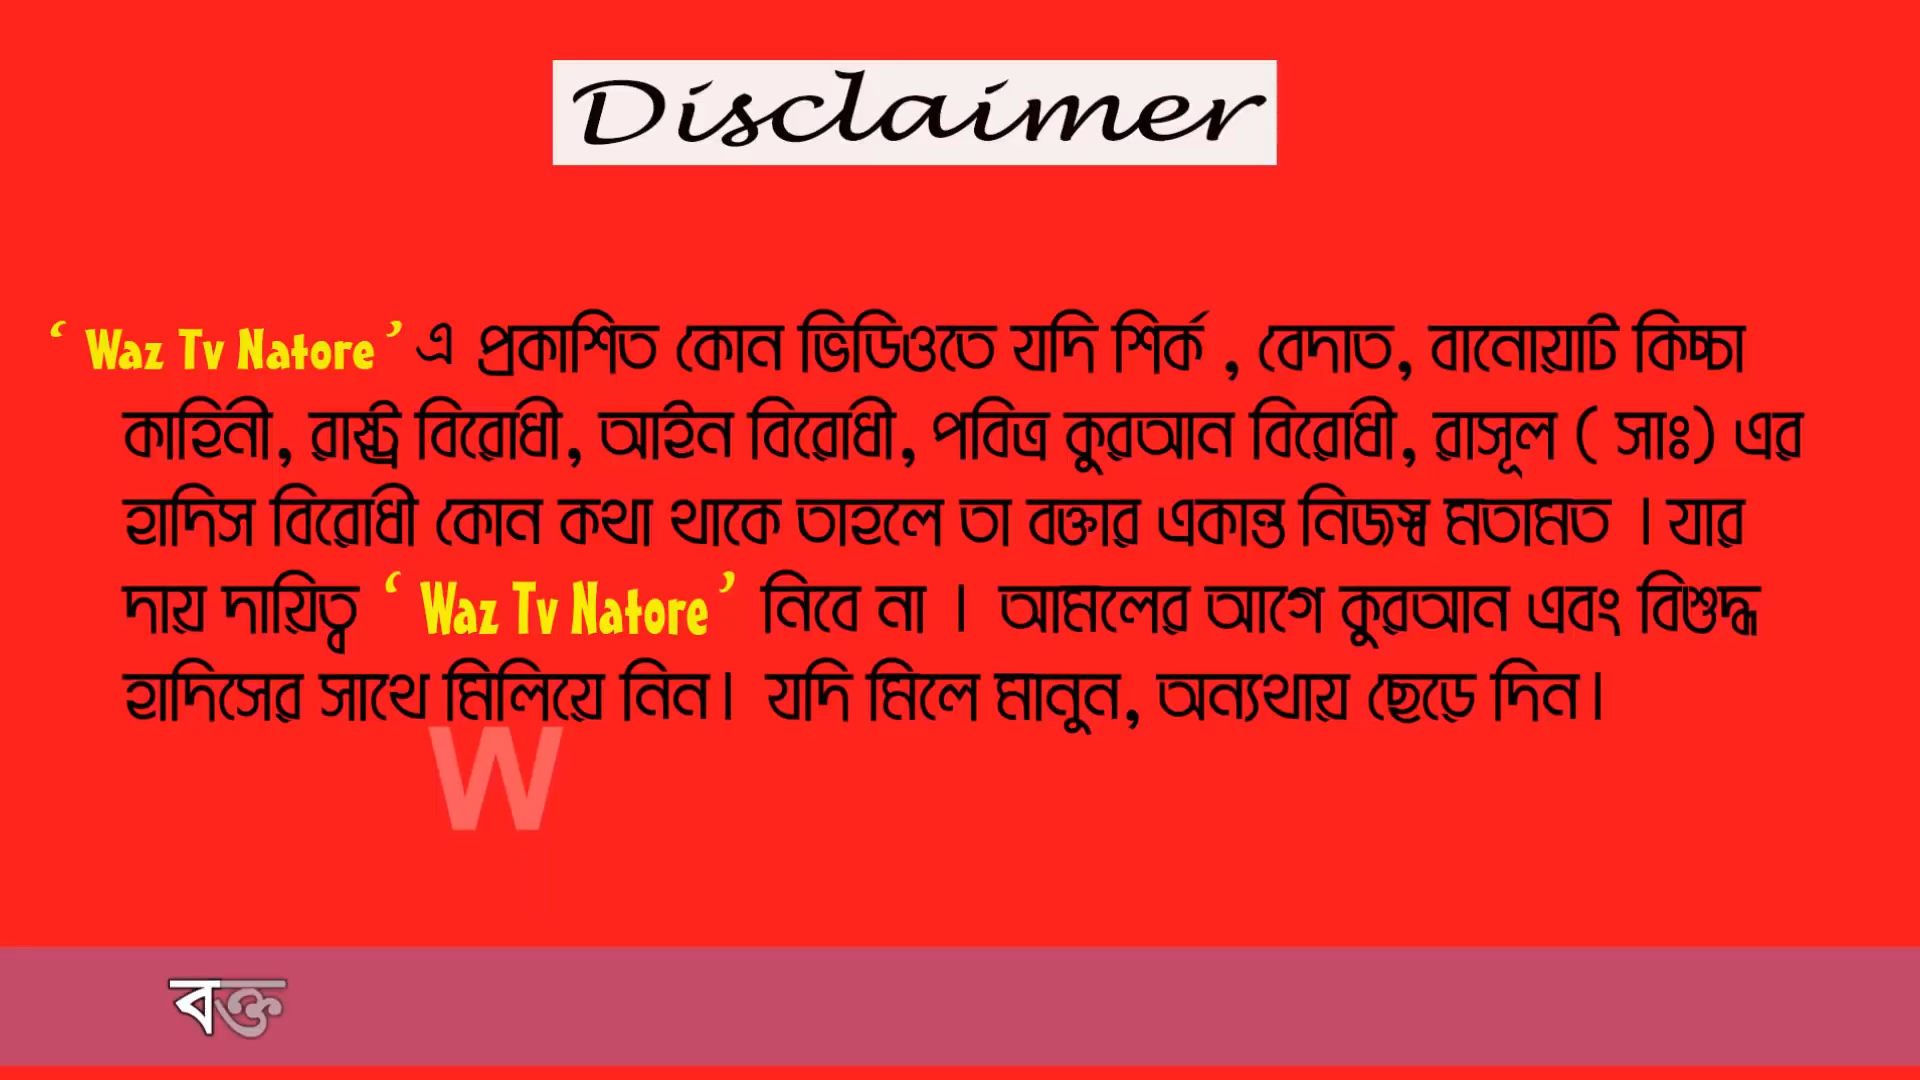 Disclaimer
‘ Waz Tv Natore ’ এ প্রকাশিত কোন ভিডিওতে যদি শির্ক , বেদাত, বানোয়াট কিচ্চা
কাহিনী, রাষ্ট্র বিরোধী, আইন বিরোধী, পবিত্র কুরআন বিরোধী, রাসূল ( সাঃ) এর
হাদিস বিরোধী কোন কথা থাকে তাহলে তা বক্তার একান্ত নিজস্ব মতামত । যার
দায় দায়িত্ব ‘ Waz Tv Natore ’ নিবে না । আমলের আগে কুরআন এবং বিশুদ্ধ
হাদিসের সাথে মিলিয়ে নিন। যদি মিলে মানুন, অন্যথায় ছেড়ে দিন।
W
বক্ত